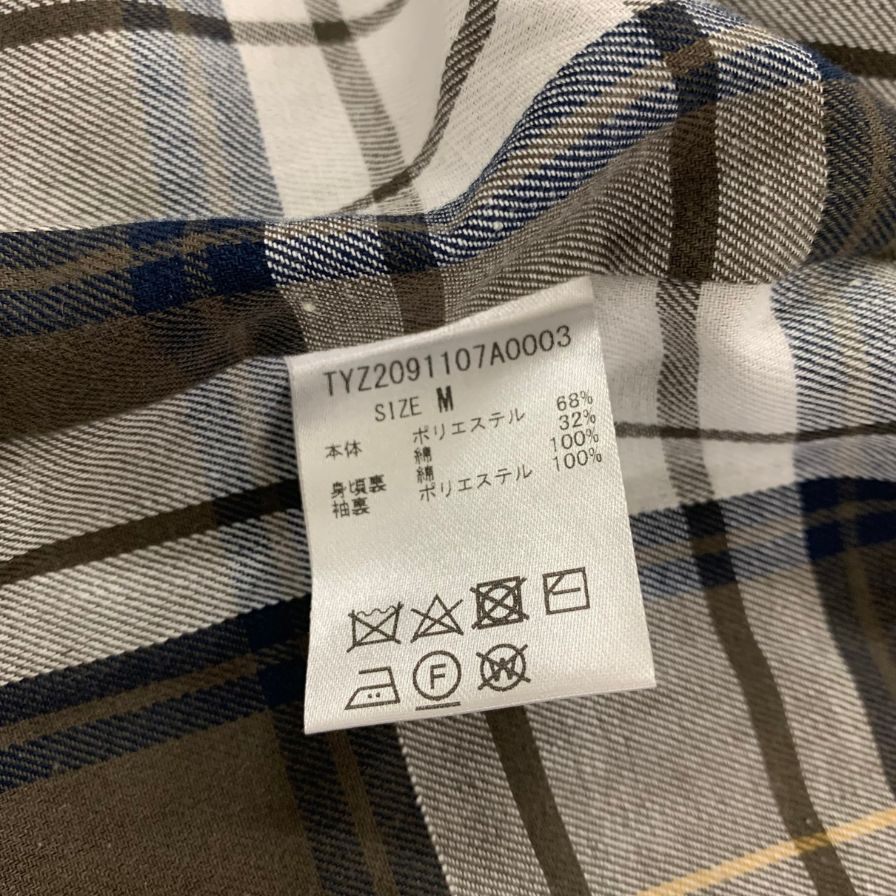 TYZ2091107A0003
SIZE M
本体 ポリエステル 68%
綿 32%
身頃裏 綿 100%
袖裏 ポリエステル 100%
F W